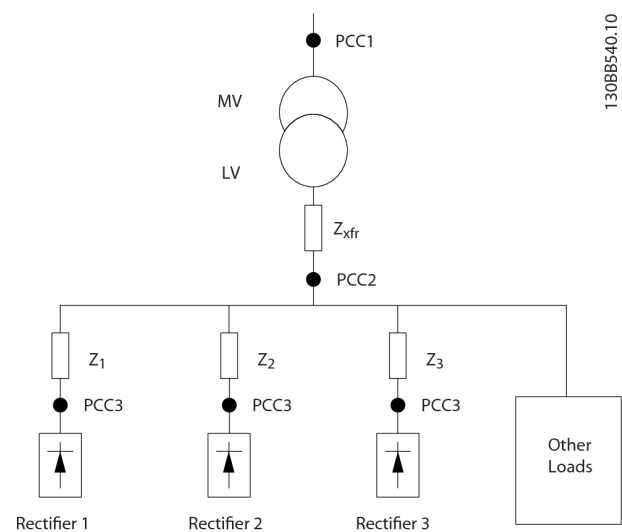 130BB540.10
PCC1
MV
LV
Zxfr
PCC2
Z1
Z2
Z3
PCC3
PCC3
PCC3
Other
Loads
Rectifier 1
Rectifier 2
Rectifier 3